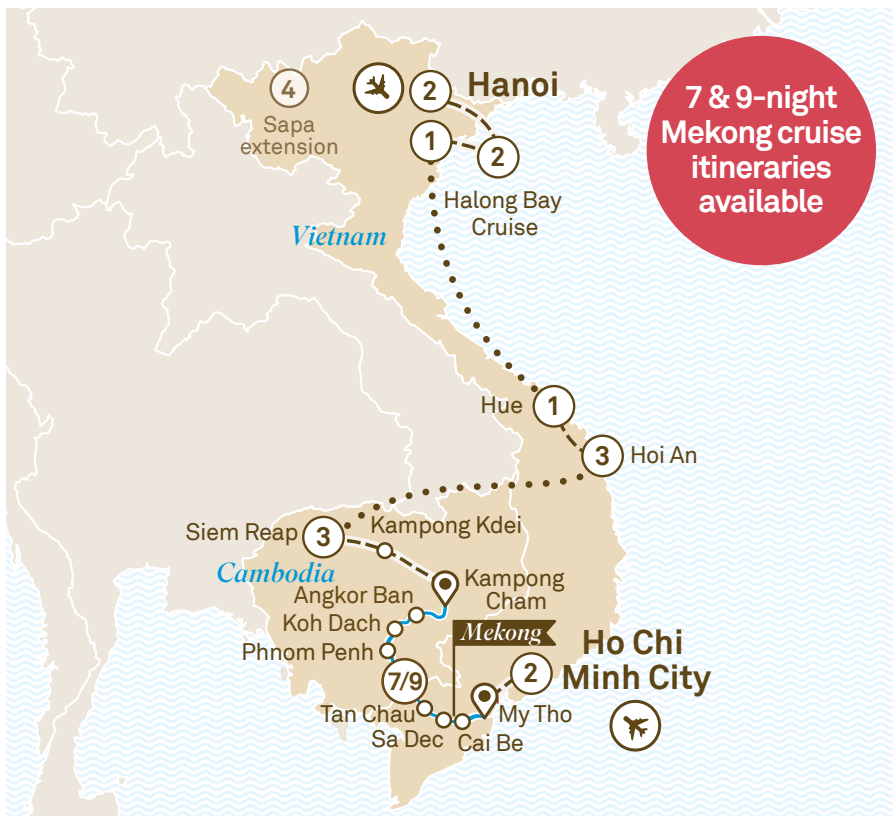 7 & 9-night
Mekong cruise
itineraries
available
4
Sapa
extension
2
Hanoi
1
2
Halong Bay
Cruise
Vietnam
Hue
1
3
Hoi An
Siem Reap
3
Kampong Kdei
Cambodia
Kampong
Cham
Angkor Ban
Koh Dach
Phnom Penh
Mekong
7/9
Ho Chi
Minh City
2
Tan Chau
My Tho
Sa Dec
Cai Be